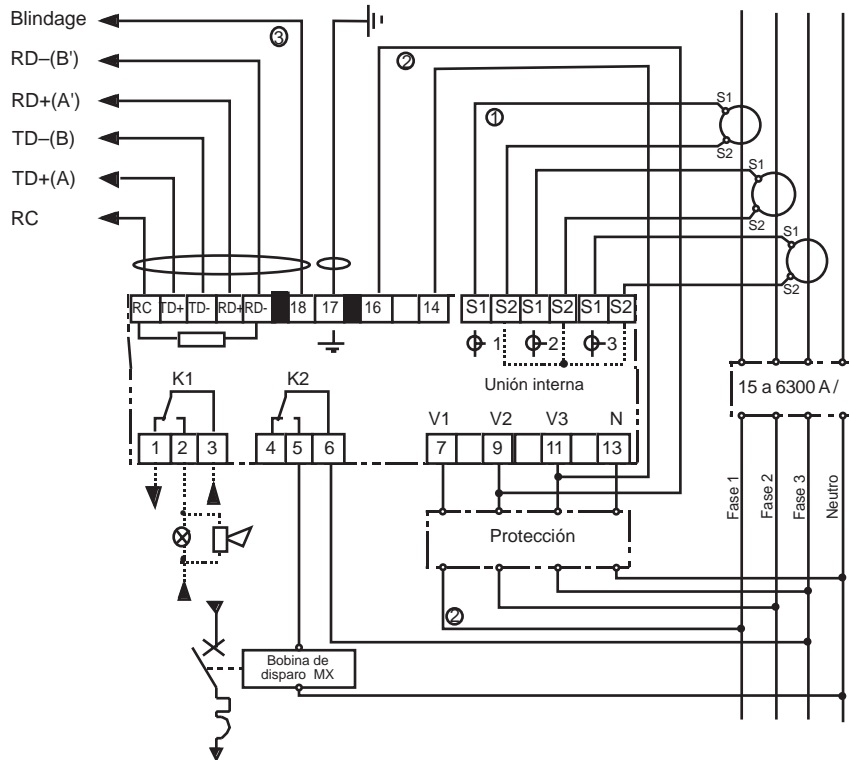 Blindage
RD–(B')
RD+(A')
TD–(B)
TD+(A)
RC
3
2
1
S1
S2
S1
S2
S1
S2
RC TD+ TD- RD+ RD- 18 17 16 14 S1 S2 S1 S2 S1 S2
1 2 3
Unión interna
15 a 6300 A /
K1 K2
V1 V2 V3 N
1 2 3 4 5 6 7 9 11 13
Fase 1
Fase 2
Fase 3
Neutro
Protección
2
Bobina de
disparo MX